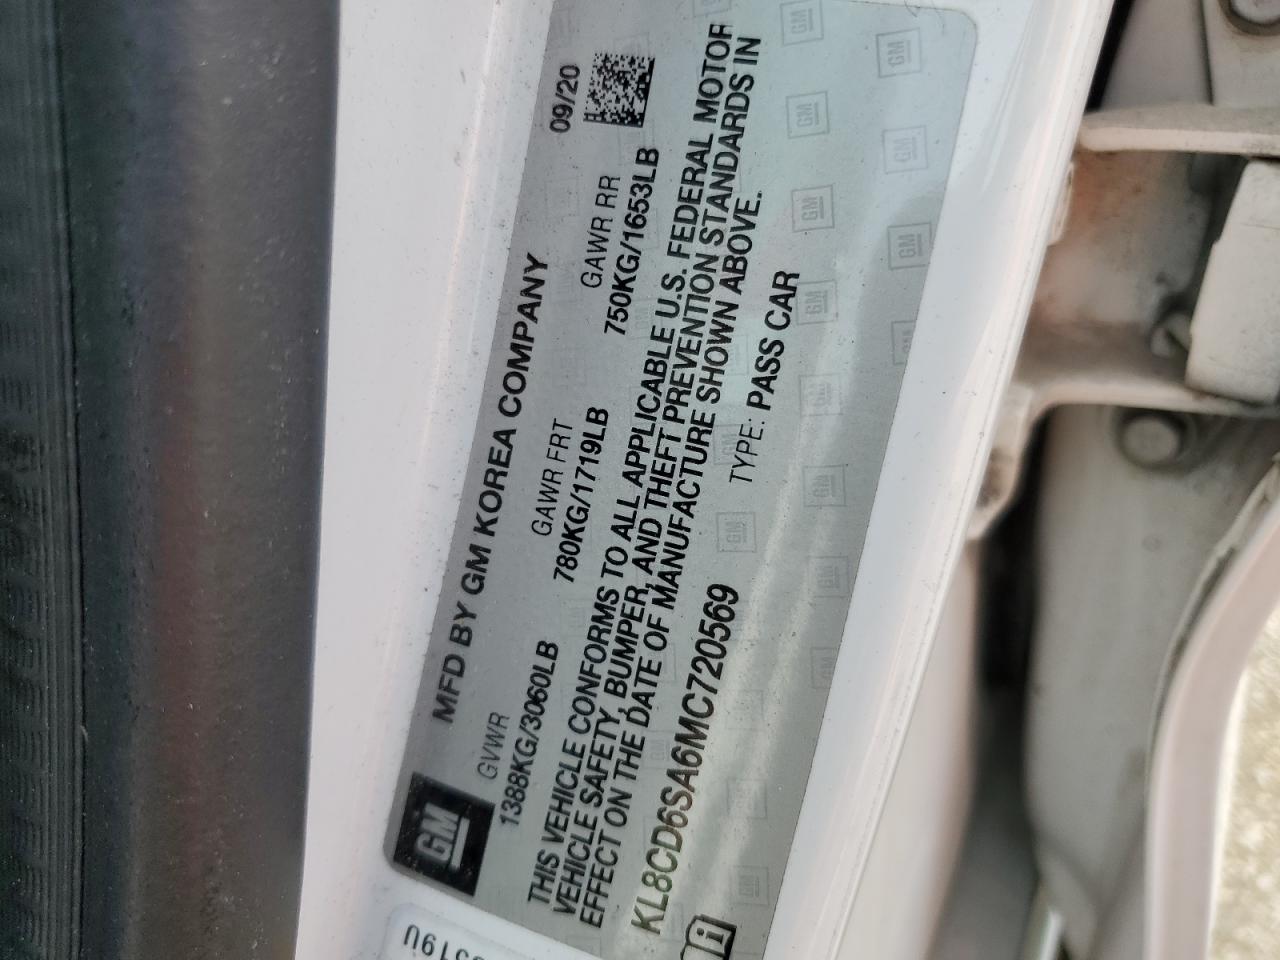 MFD BY GM KOREA COMPANY 09/20
GM
GVWR GAWR FRT GAWR RR
1388KG/3060LB 780KG/1719LB 750KG/1653LB
THIS VEHICLE CONFORMS TO ALL APPLICABLE U.S. FEDERAL MOTOR
VEHICLE SAFETY, BUMPER, AND THEFT PREVENTION STANDARDS IN
EFFECT ON THE DATE OF MANUFACTURE SHOWN ABOVE.
KL8CD6SA6MC720569 TYPE: PASS CAR
i